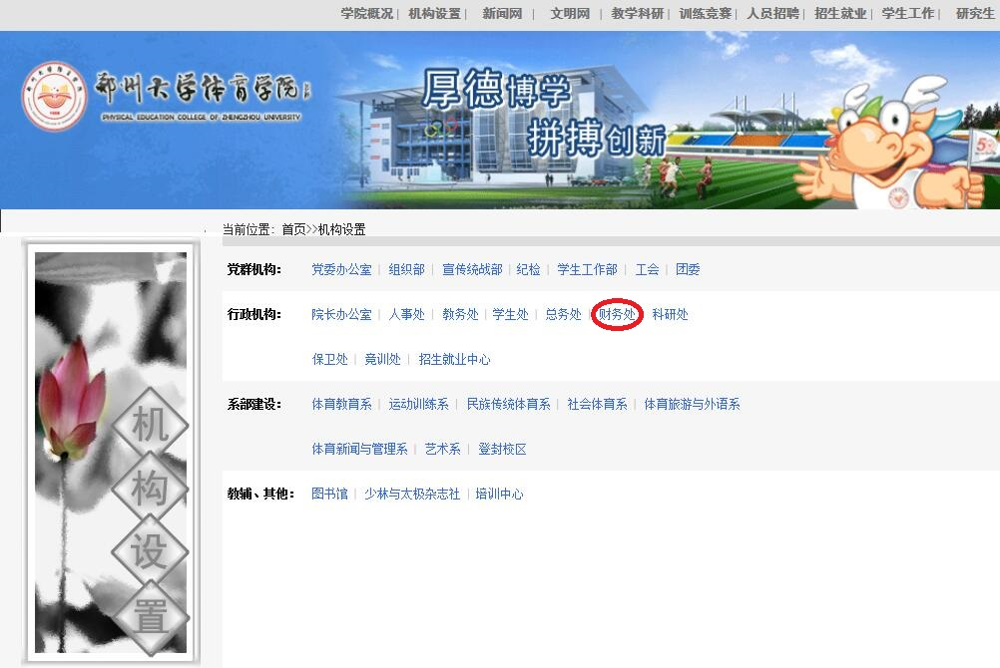 学院概况| 机构设置| 新闻网 | 文明网 | 教学科研| 训练竞赛| 人员招聘| 招生就业| 学生工作| 研究生
郑州大学体育学院
PHYSICAL EDUCATION COLLEGE OF ZHENGZHOU UNIVERSITY
厚德博学
拼搏创新
当前位置：首页>>机构设置
党群机构： 党委办公室 | 组织部 | 宣传统战部 | 纪检 | 学生工作部 | 工会 | 团委
行政机构： 院长办公室 | 人事处 | 教务处 | 学生处 | 总务处 | 财务处 科研处
保卫处 | 竟训处 | 招生就业中心
系部建设： 体育教育系 | 运动训练系 | 民族传统体育系 | 社会体育系 | 体育旅游与外语系
体育新闻与管理系 | 艺术系 | 登封校区
教辅、其他： 图书馆 | 少林与太极杂志社 | 培训中心
机
构
设
置